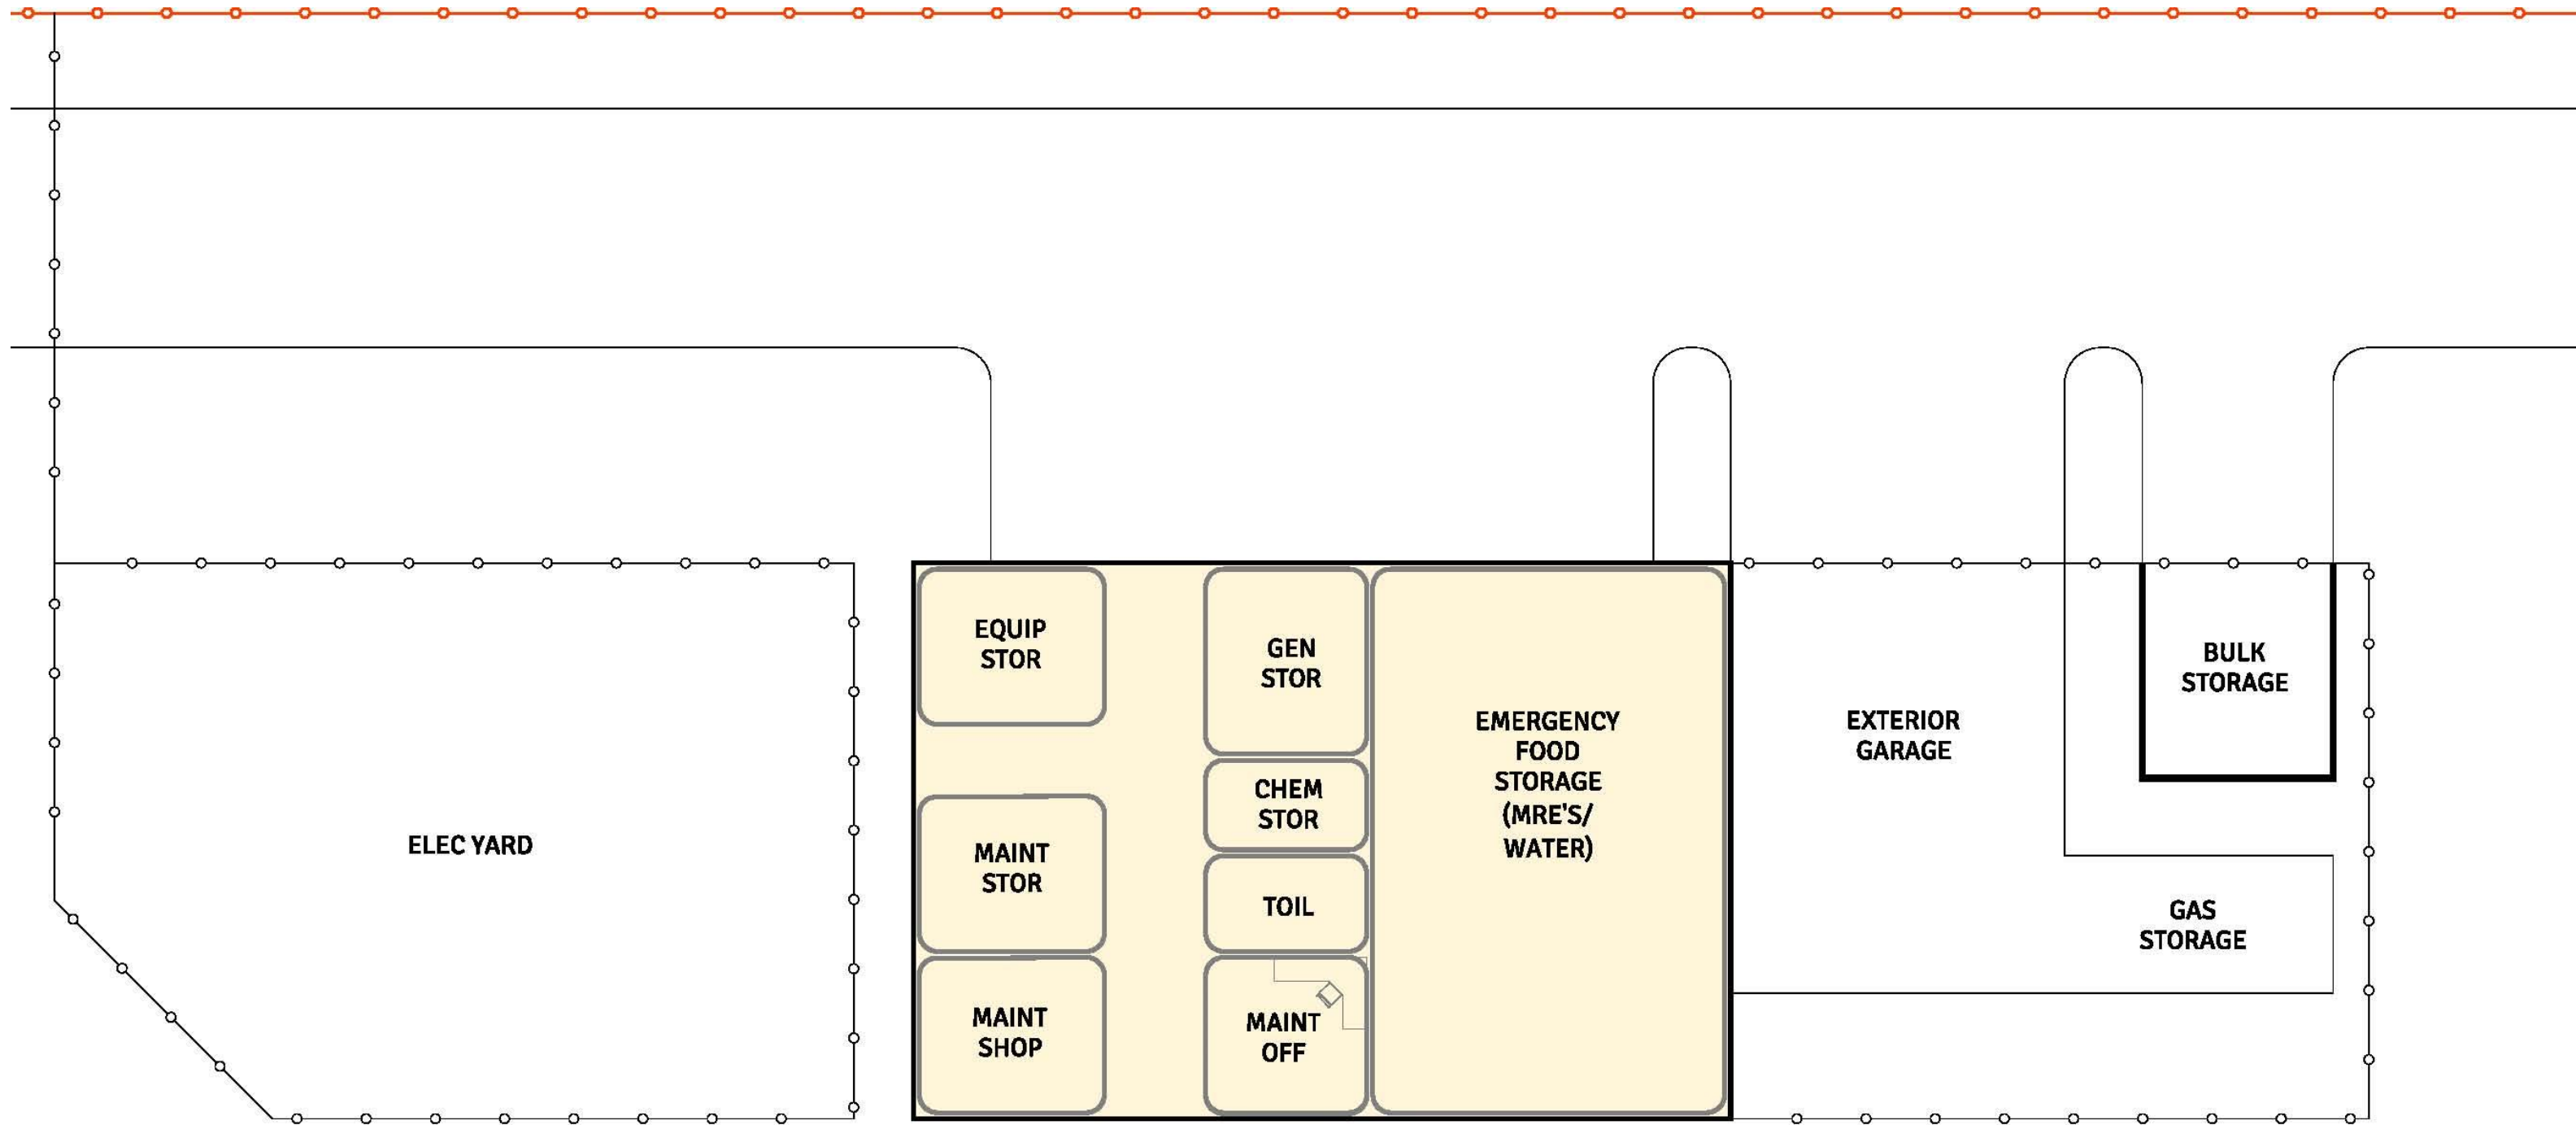 EQUIP
STOR
GEN
STOR
BULK
STORAGE
EMERGENCY
FOOD
STORAGE
(MRE'S/
WATER)
EXTERIOR
GARAGE
CHEM
STOR
ELEC YARD
MAINT
STOR
TOIL
GAS
STORAGE
MAINT
SHOP
MAINT
OFF